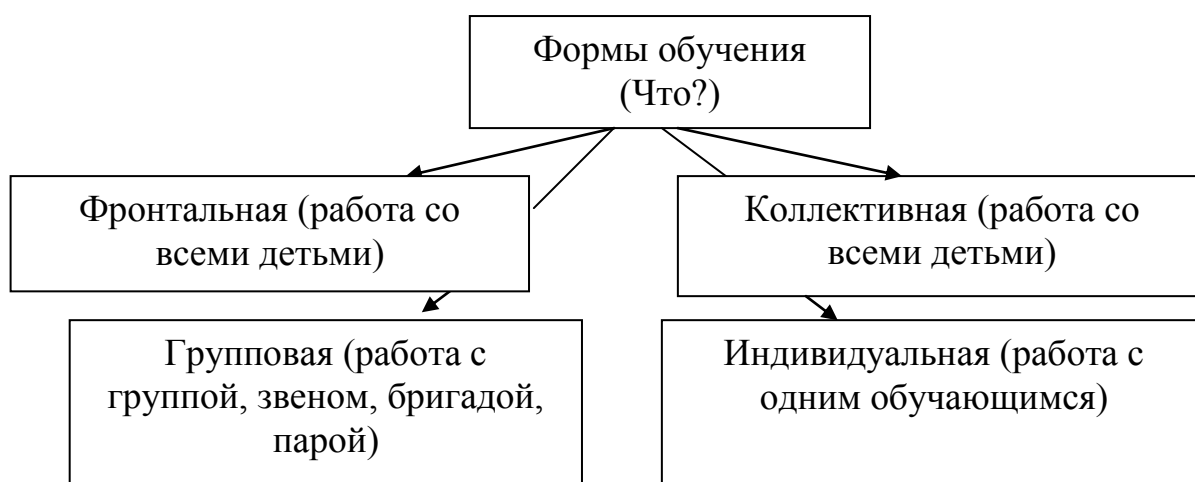 Формы обучения
(Что?)
Фронтальная (работа со
всеми детьми)
Коллективная (работа со
всеми детьми)
Групповая (работа с
группой, звеном, бригадой,
парой)
Индивидуальная (работа с
одним обучающимся)